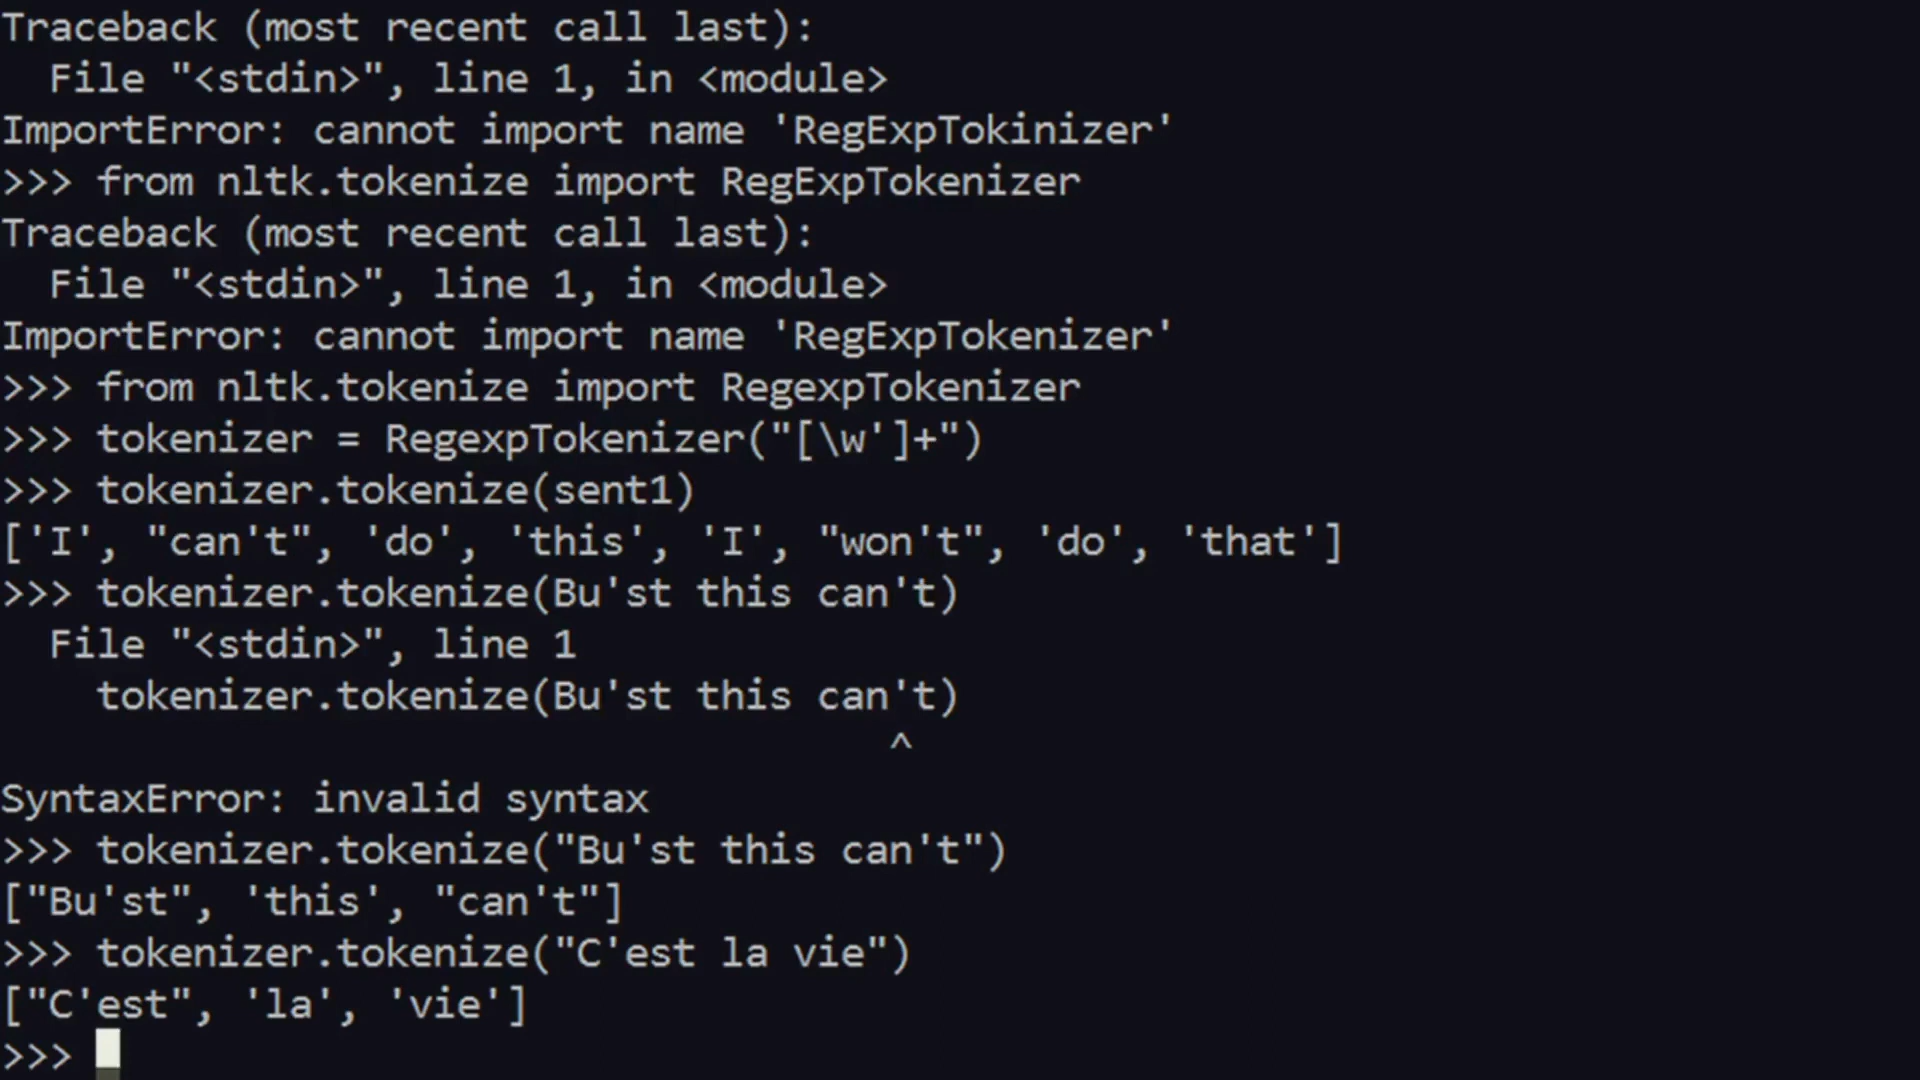 Traceback (most recent call last):
  File "<stdin>", line 1, in <module>
ImportError: cannot import name 'RegExpTokinizer'
>>> from nltk.tokenize import RegExpTokenizer
Traceback (most recent call last):
  File "<stdin>", line 1, in <module>
ImportError: cannot import name 'RegExpTokenizer'
>>> from nltk.tokenize import RegexpTokenizer
>>> tokenizer = RegexpTokenizer("[\w']+")
>>> tokenizer.tokenize(sent1)
['I', "can't", 'do', 'this', 'I', "won't", 'do', 'that']
>>> tokenizer.tokenize(Bu'st this can't)
  File "<stdin>", line 1
    tokenizer.tokenize(Bu'st this can't)
                                     ^
SyntaxError: invalid syntax
>>> tokenizer.tokenize("Bu'st this can't")
["Bu'st", 'this', "can't"]
>>> tokenizer.tokenize("C'est la vie")
["C'est", 'la', 'vie']
>>>